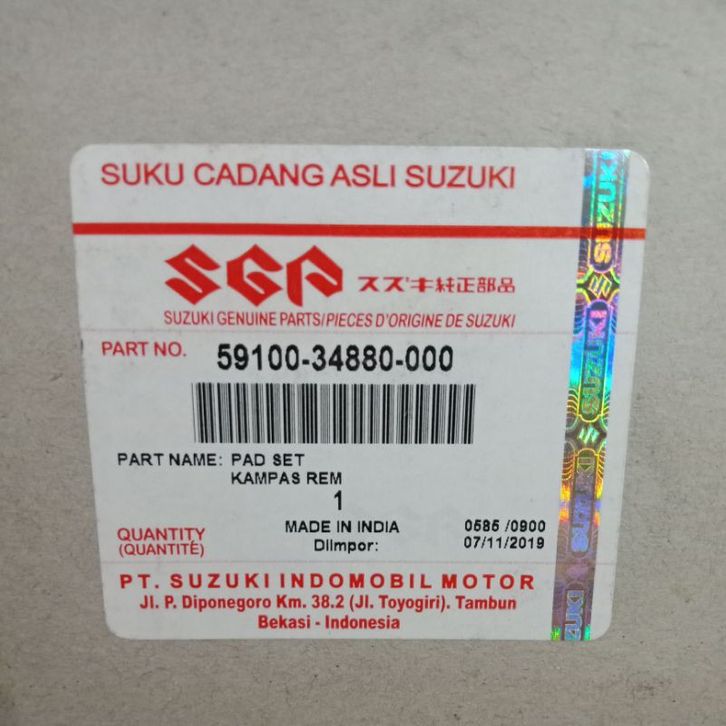 SUKU CADANG ASLI SUZUKI
SGP スズキ純正部品
SUZUKI GENUINE PARTS/PIECES D'ORIGINE DE SUZUKI
PART NO. 59100-34880-000
PART NAME: PAD SET
KAMPAS REM
1
QUANTITY
(QUANTITÉ)
MADE IN INDIA 0585 /0900
DIimpor: 07/11/2019
PT. SUZUKI INDOMOBIL MOTOR
Jl. P. Diponegoro Km. 38.2 (Jl. Toyogiri). Tambun
Bekasi - Indonesia
SUZUKI
SUZUKI
SUZUKI
SUZUKI